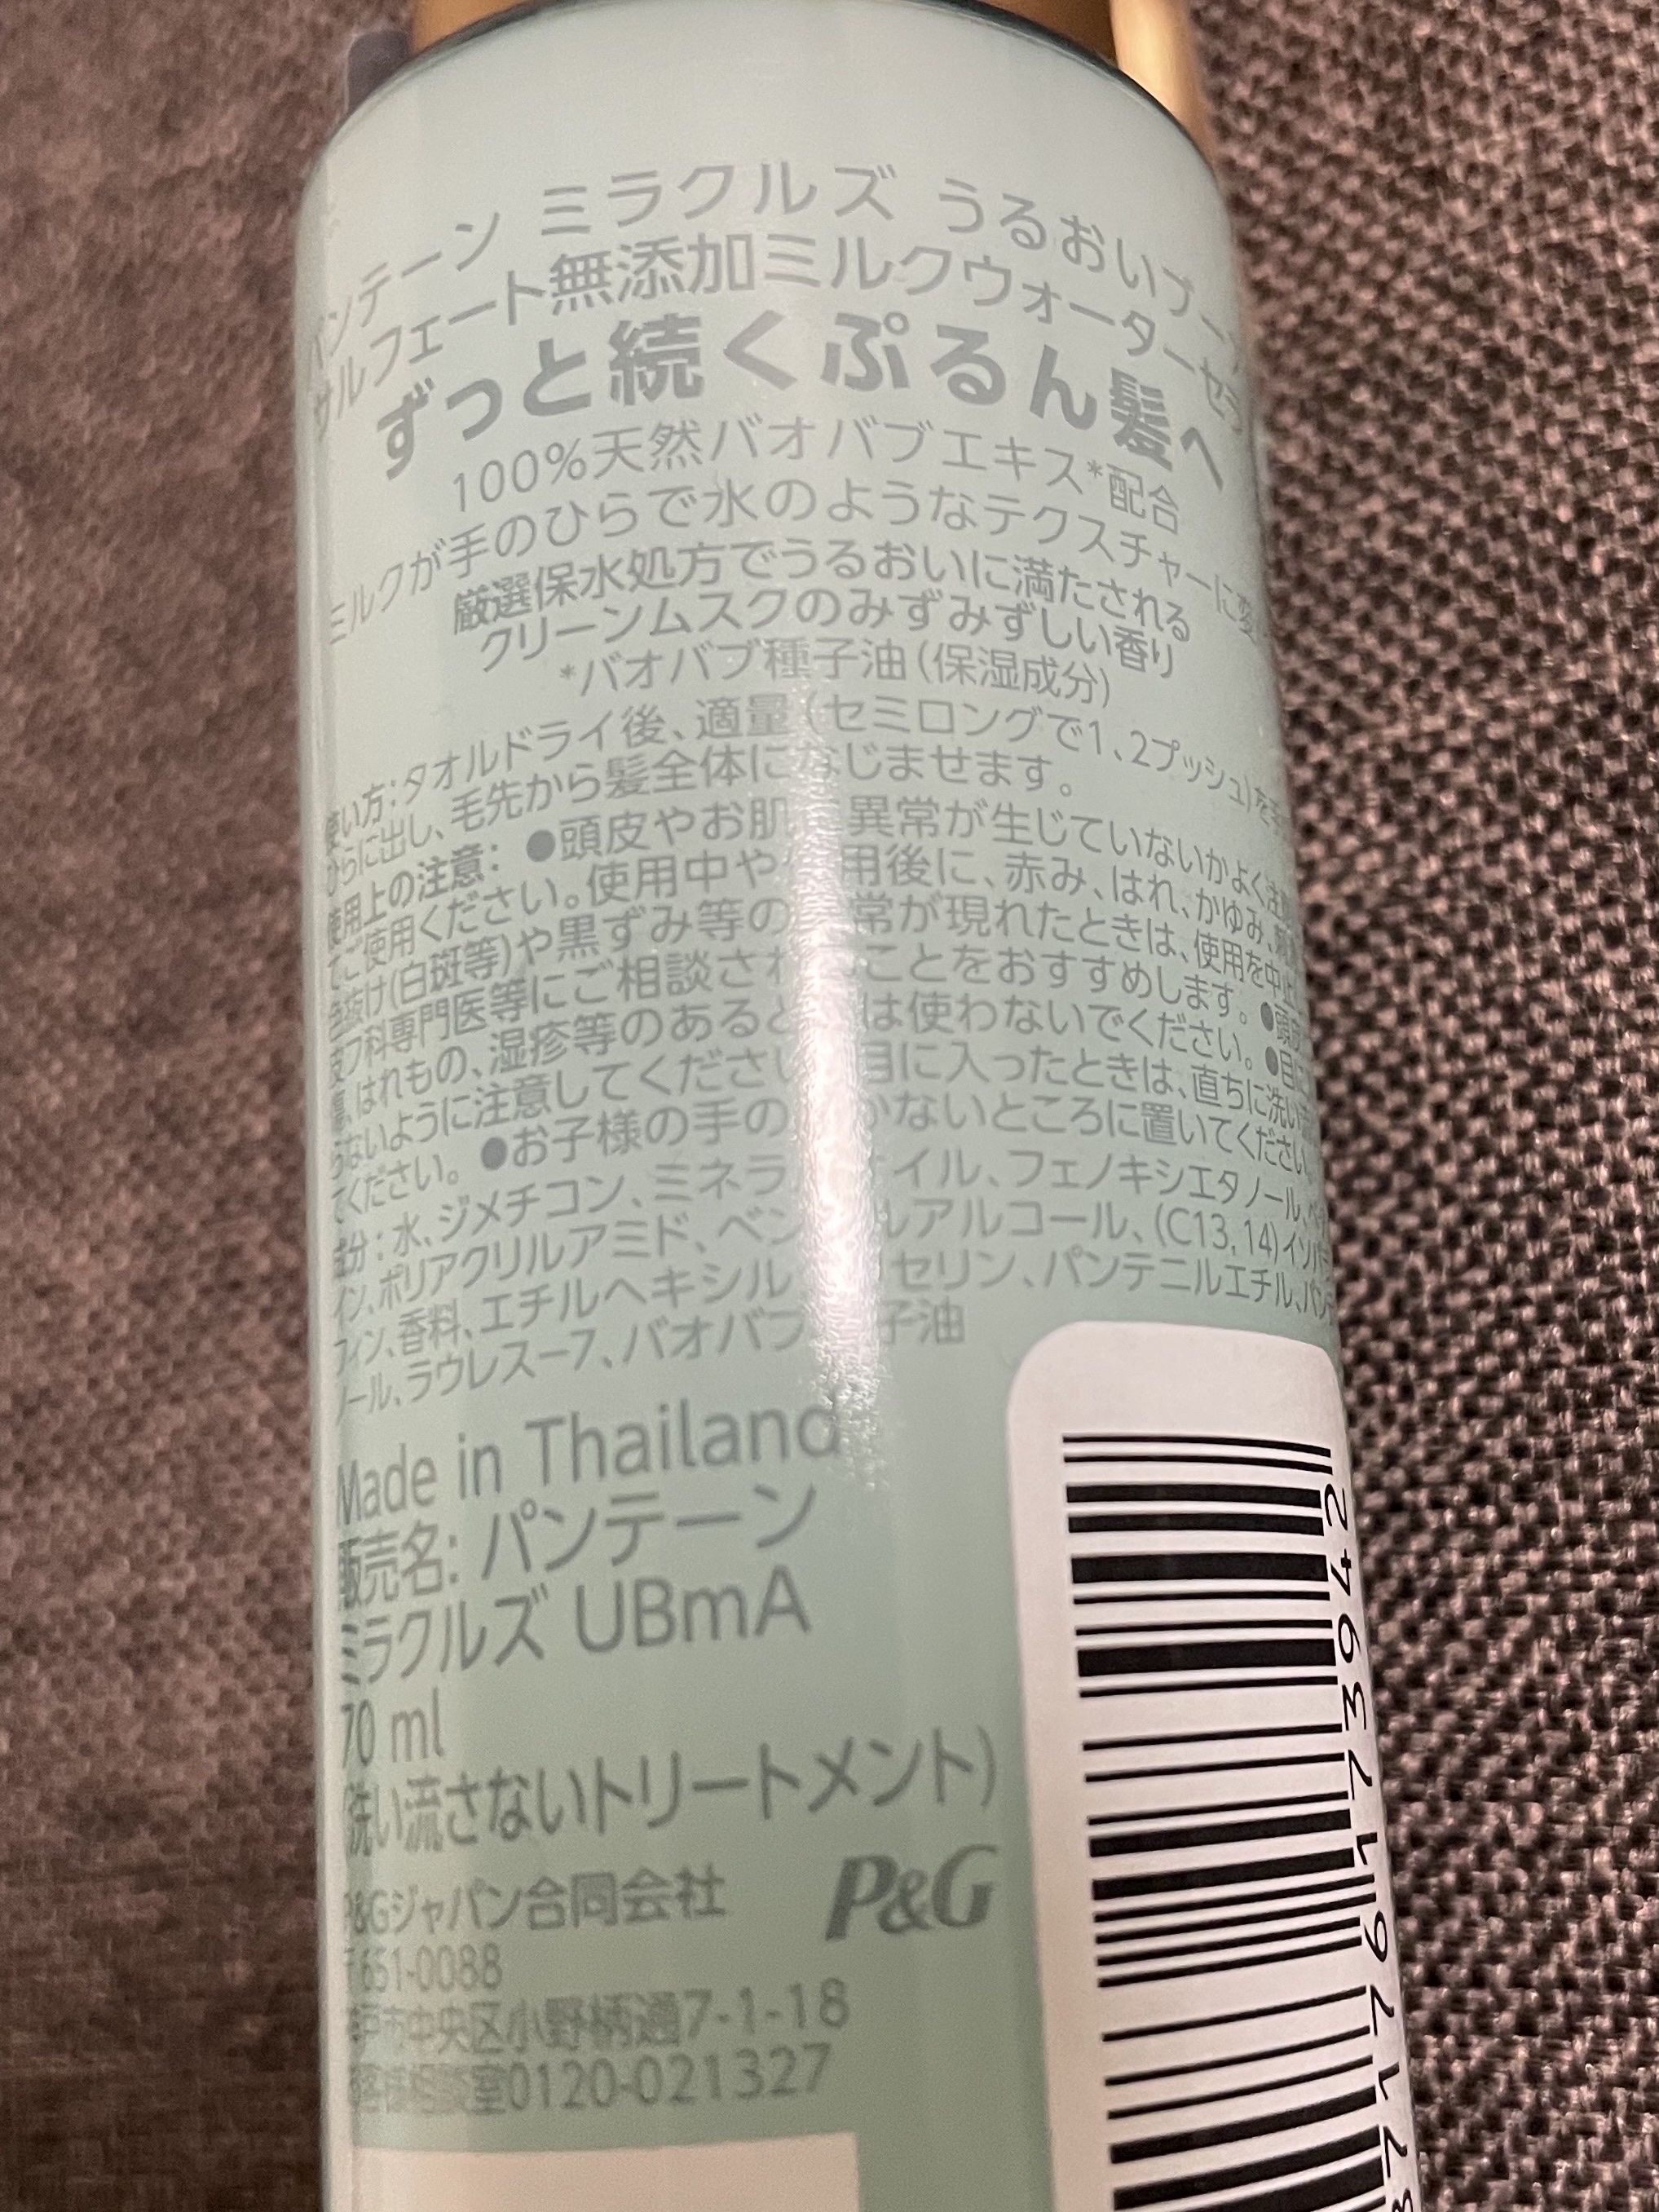 パンテーン ミラクルズ うるおいブー
サルフェート無添加ミルクウォーターセラ
ずっと続くぷるん髪へ
100%天然バオバブエキス*配合
ミルクが手のひらで水のようなテクスチャーに変
厳選保水処方でうるおいに満たされる
クリーンムスクのみずみずしい香り
*バオバブ種子油(保湿成分)
使い方:タオルドライ後、適量(セミロングで1、2プッシュ)を手
ひらに出し、毛先から髪全体になじませます。
使用上の注意: ●頭皮やお肌 異常が生じていないかよく注意
てご使用ください。使用中や 用後に、赤み、はれ、かゆみ、
色抜け(白斑等)や黒ずみ等の 常が現れたときは、使用を中止
皮フ科専門医等にご相談され ことをおすすめします。 ●頭皮
はれもの、湿疹等のあると は使わないでください。 ●目に
らないように注意してください 目に入ったときは、直ちに洗い
てください。 ●お子様の手の かないところに置いてください。
成分:水、ジメチコン、ミネラ イル、フェノキシエタノール、
イン、ポリアクリルアミド、ベン ルアルコール、(C13, 14)イソパラ
フィン、香料、エチルヘキシル セリン、パンテニルエチル、パン
ノール、ラウレス-7、バオバブ 子油
Made in Thailand
販売名: パンテーン
ミラクルズ UBmA
70 ml
(洗い流さないトリートメント)
P&Gジャパン合同会社
P&G
〒651-0088
神戸市中央区小野柄通7-1-18
お客様相談室0120-021327